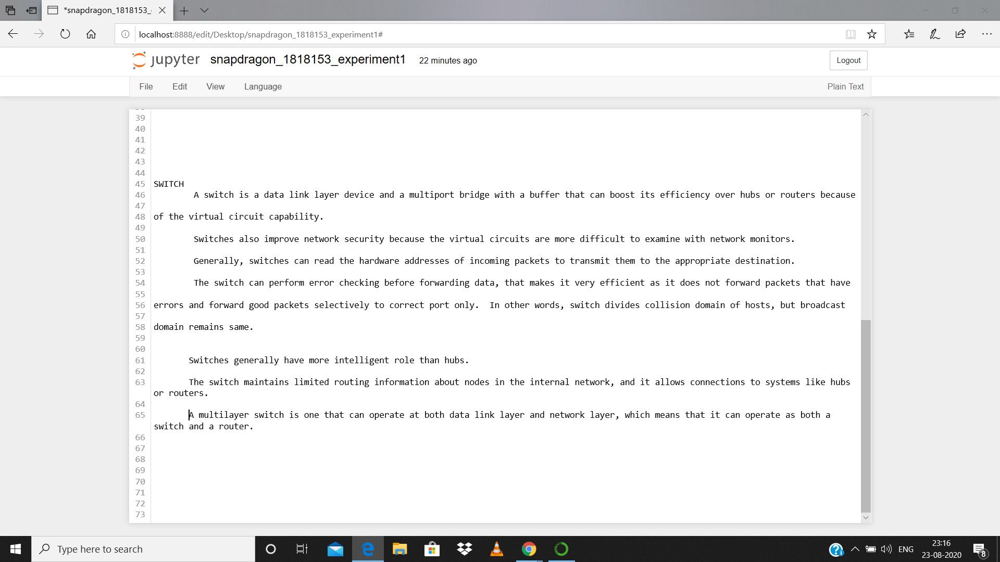 *snapdragon_1818153_
localhost:8888/edit/Desktop/snapdragon_1818153_experiment1#
jupyter snapdragon_1818153_experiment1 22 minutes ago Logout
File Edit View Language Plain Text
39
40
41
42
43
44
45 SWITCH
46 A switch is a data link layer device and a multiport bridge with a buffer that can boost its efficiency over hubs or routers because
47
48 of the virtual circuit capability.
49
50 Switches also improve network security because the virtual circuits are more difficult to examine with network monitors.
51
52 Generally, switches can read the hardware addresses of incoming packets to transmit them to the appropriate destination.
53
54 The switch can perform error checking before forwarding data, that makes it very efficient as it does not forward packets that have
55
56 errors and forward good packets selectively to correct port only.  In other words, switch divides collision domain of hosts, but broadcast
57
58 domain remains same.
59
60
61 Switches generally have more intelligent role than hubs.
62
63 The switch maintains limited routing information about nodes in the internal network, and it allows connections to systems like hubs
or routers.
64
65 A multilayer switch is one that can operate at both data link layer and network layer, which means that it can operate as both a
switch and a router.
66
67
68
69
70
71
72
73
Type here to search
ENG
23:16
23-08-2020
8